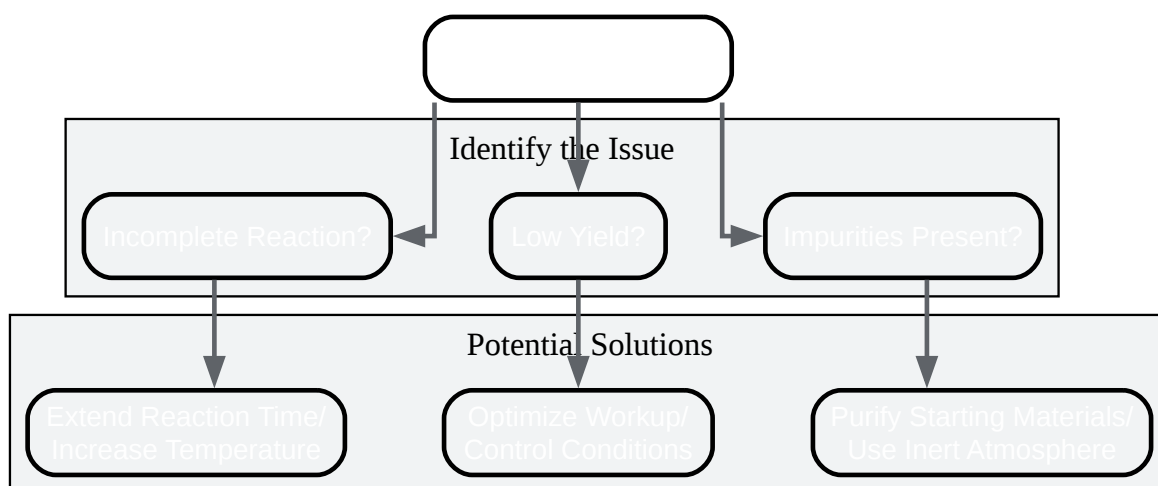 Identify the Issue
Incomplete Reaction?
Low Yield?
Impurities Present?
Potential Solutions
Extend Reaction Time/
Increase Temperature
Optimize Workup/
Control Conditions
Purify Starting Materials/
Use Inert Atmosphere